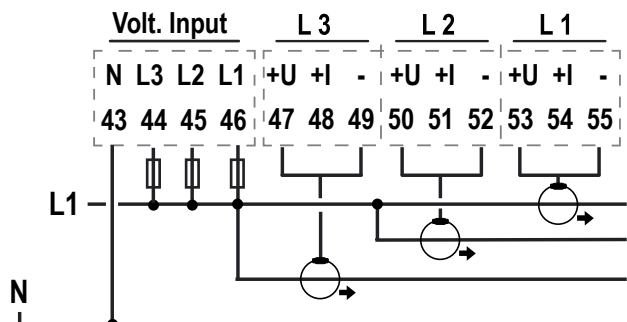 Volt. Input L 3 L 2 L 1
N L3 L2 L1 +U +I - +U +I - +U +I -
43 44 45 46 47 48 49 50 51 52 53 54 55
L1
N